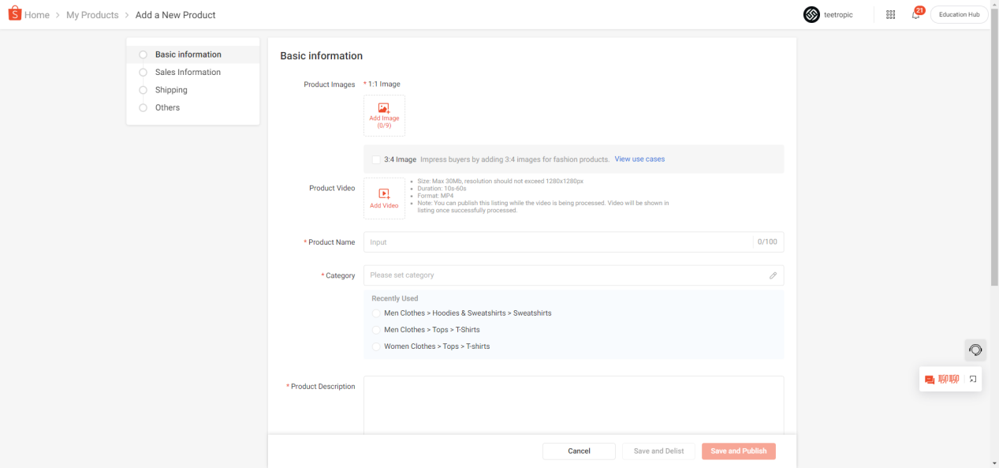 S Home > My Products > Add a New Product
teetropic
21
Education Hub
Basic information
Sales Information
Shipping
Others
Basic information
Product Images
* 1:1 Image
Add Image
(0/9)
3:4 Image Impress buyers by adding 3:4 images for fashion products. View use cases
Product Video
Add Video
• Size: Max 30Mb, resolution should not exceed 1280x1280px
• Duration: 10s-60s
• Format: MP4
• Note: You can publish this listing while the video is being processed. Video will be shown in
listing once successfully processed.
* Product Name
Input
0/100
* Category
Please set category
Recently Used
Men Clothes > Hoodies & Sweatshirts > Sweatshirts
Men Clothes > Tops > T-Shirts
Women Clothes > Tops > T-shirts
聊聊
* Product Description
Cancel
Save and Delist
Save and Publish